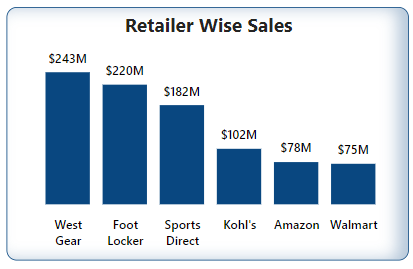 Retailer Wise Sales
$243M
$220M
$182M
$102M
$78M
$75M
West Gear
Foot Locker
Sports Direct
Kohl's
Amazon
Walmart